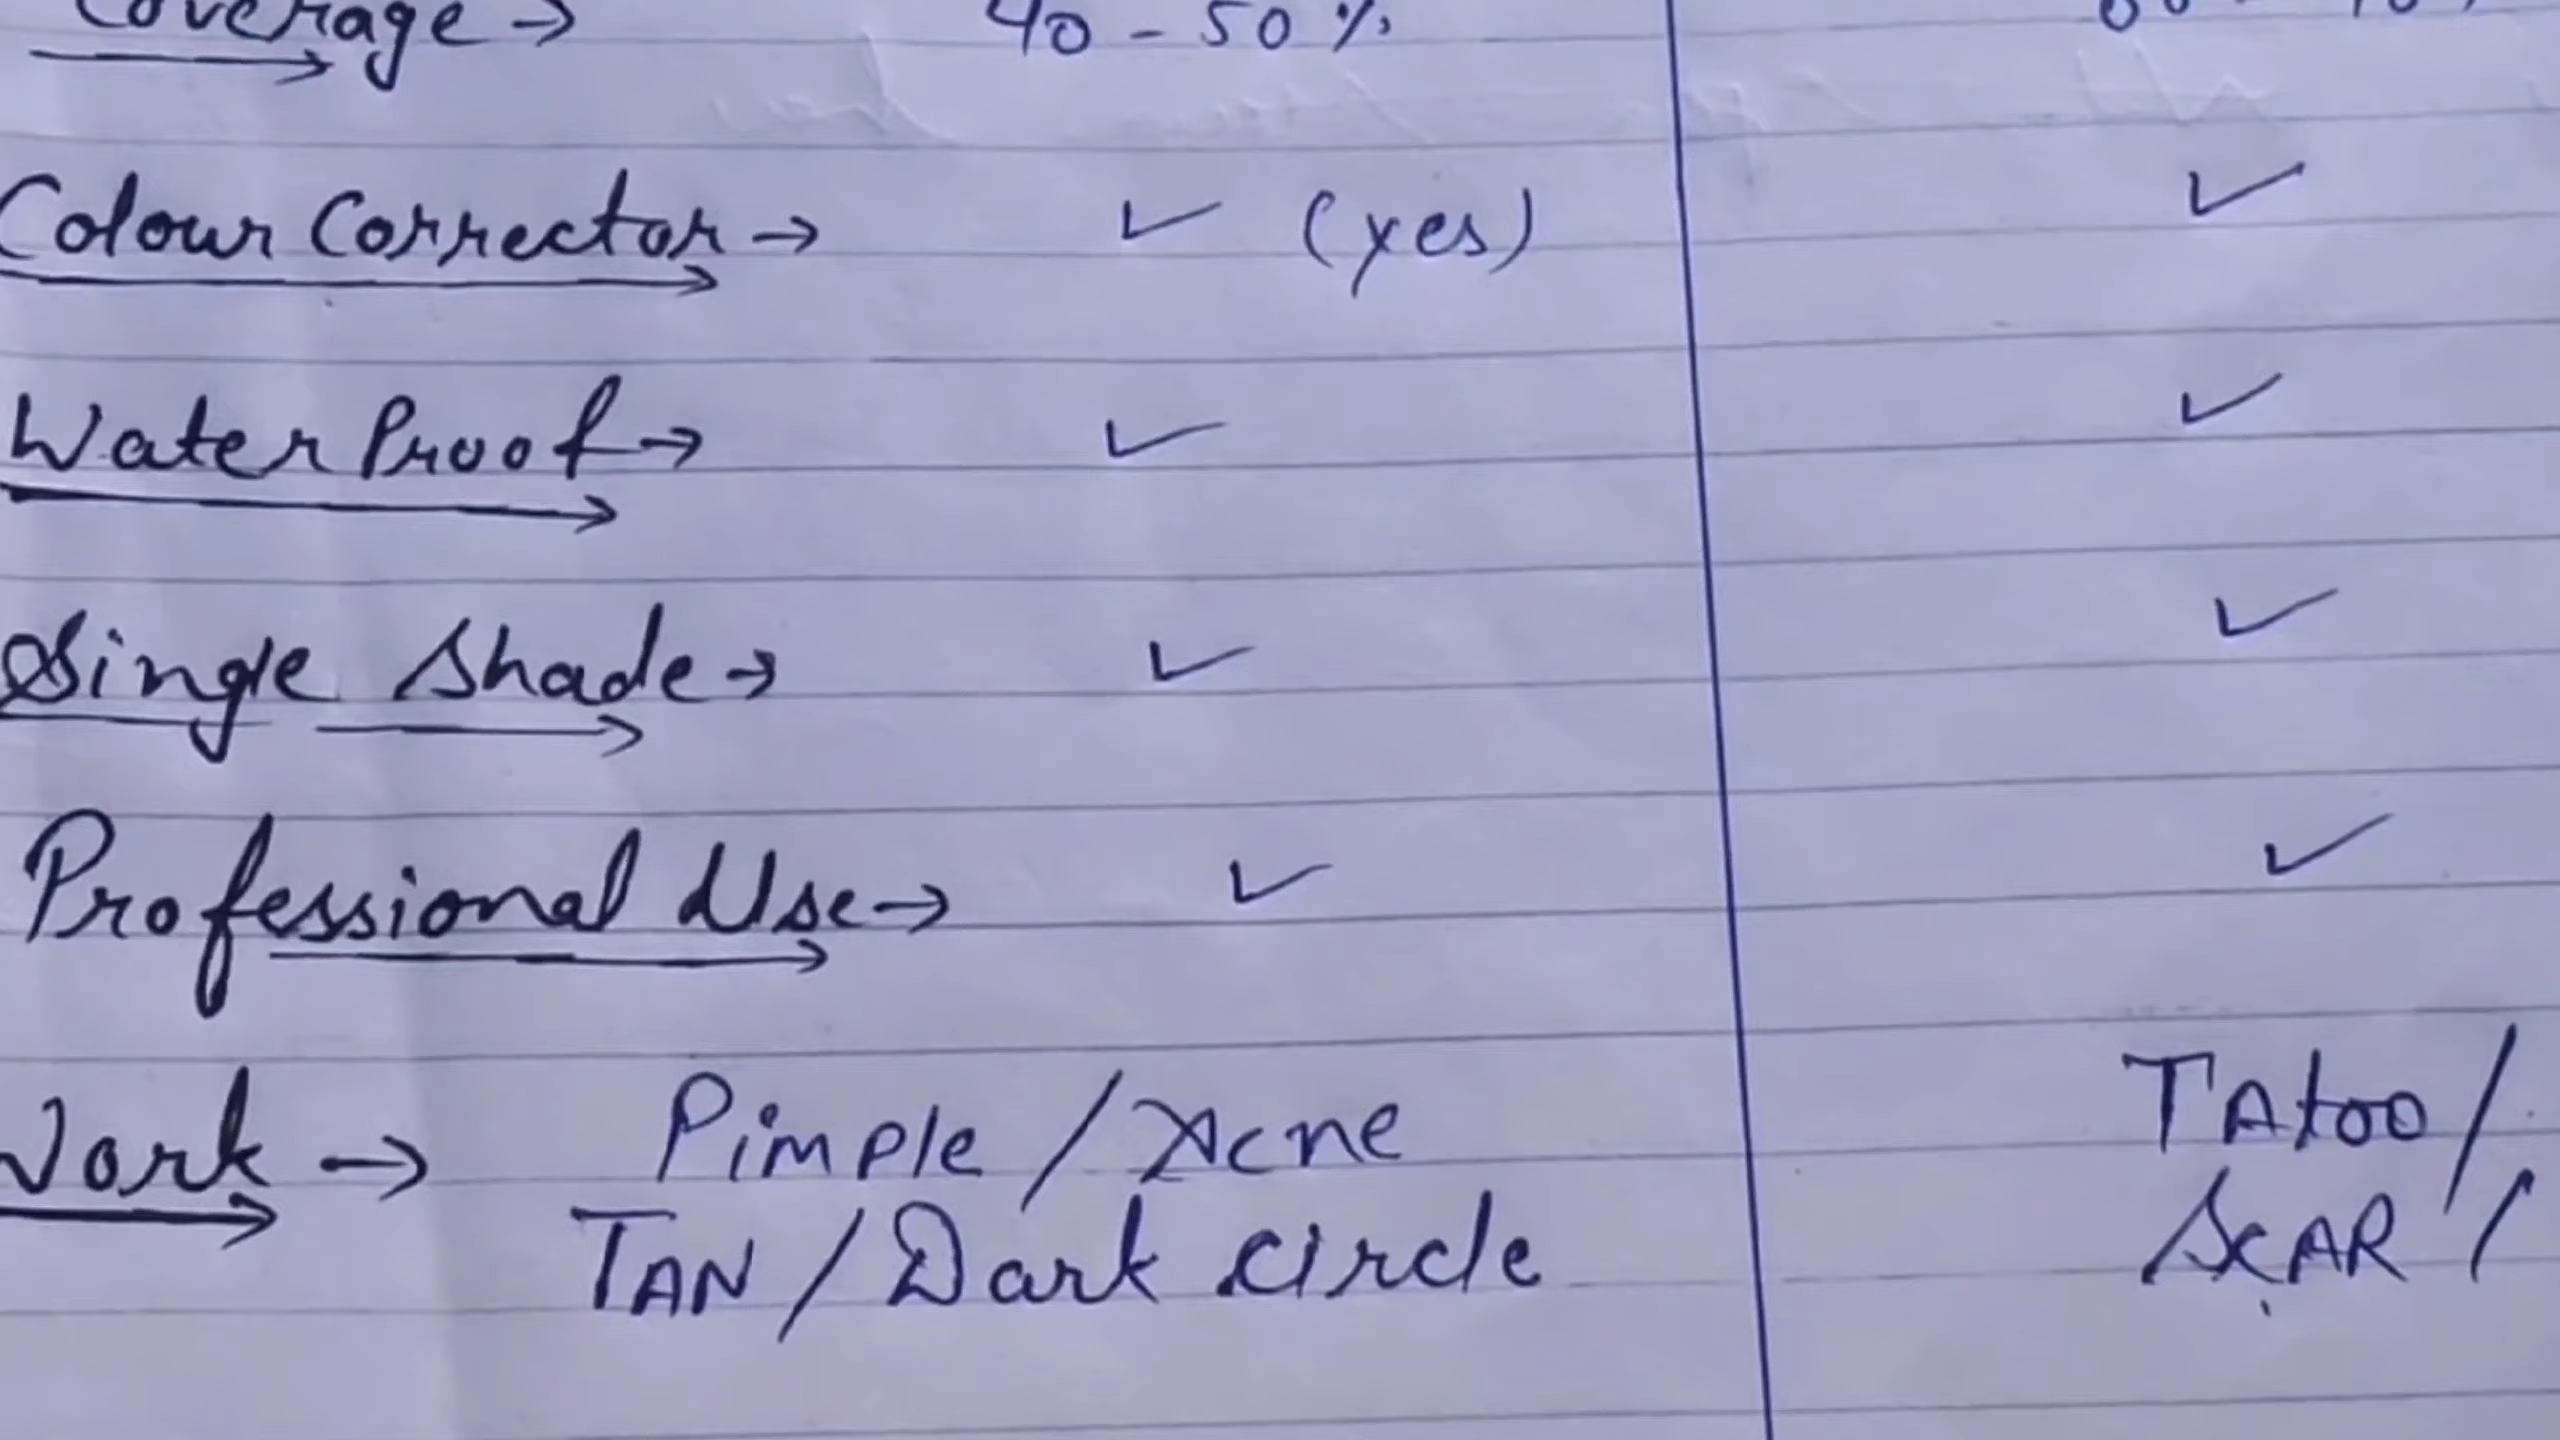 Coverage → 40 - 50%
Colour Corrector → ✓ (yes) ✓
Water Proof → ✓ ✓
Single Shade → ✓ ✓
Professional Use → ✓ ✓
Work → Pimple / Acne TAtoo /
TAN / Dark circle SCAR /